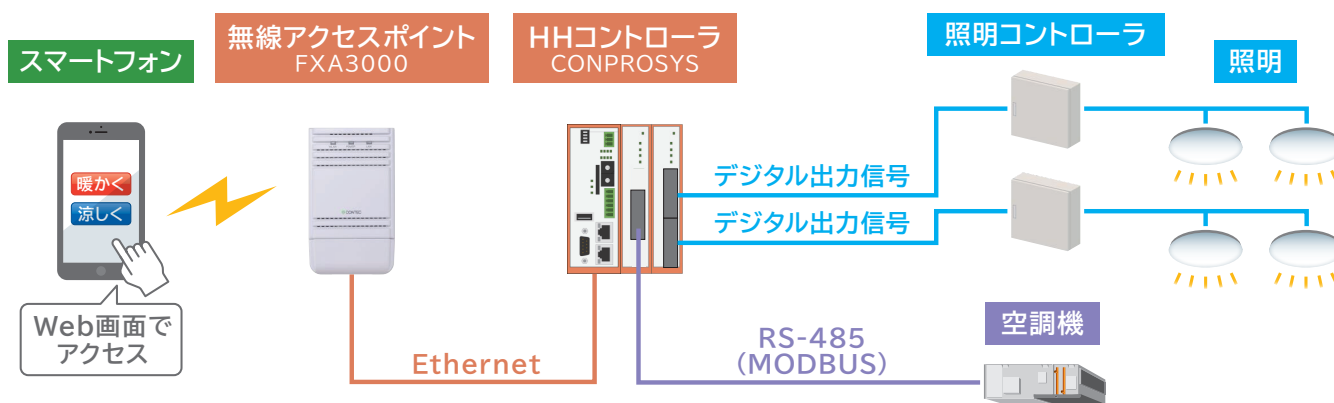 スマートフォン
無線アクセスポイント
FXA3000
HHコントローラ
CONPROSYS
照明コントローラ
照明
暖かく
涼しく
CONTEC
デジタル出力信号
デジタル出力信号
Web画面で
アクセス
Ethernet
RS-485
(MODBUS)
空調機